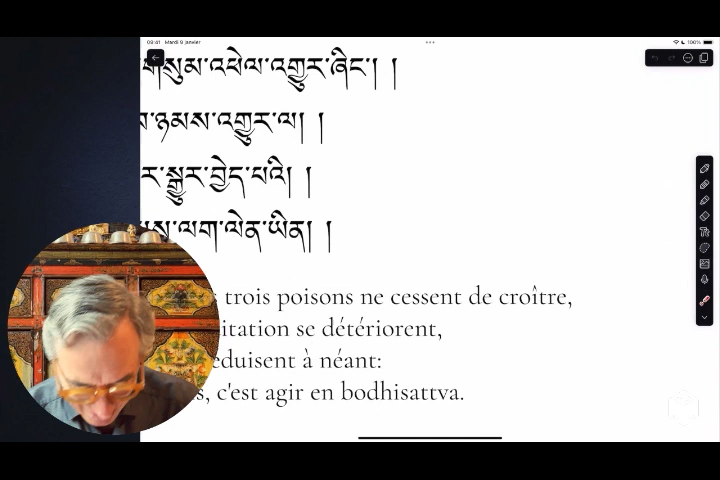 09:41 Mardi 9 janvier
100%
གསུམ་འཕེལ་འགྱུར་ཞིང་། །
ཉམས་འགྱུར་ལ། །
ར་སྒྱུར་བྱེད་པའི། །
ལག་ལེན་ཡིན། །
trois poisons ne cessent de croître,
itation se détériorent,
éduisent à néant:
s, c'est agir en bodhisattva.